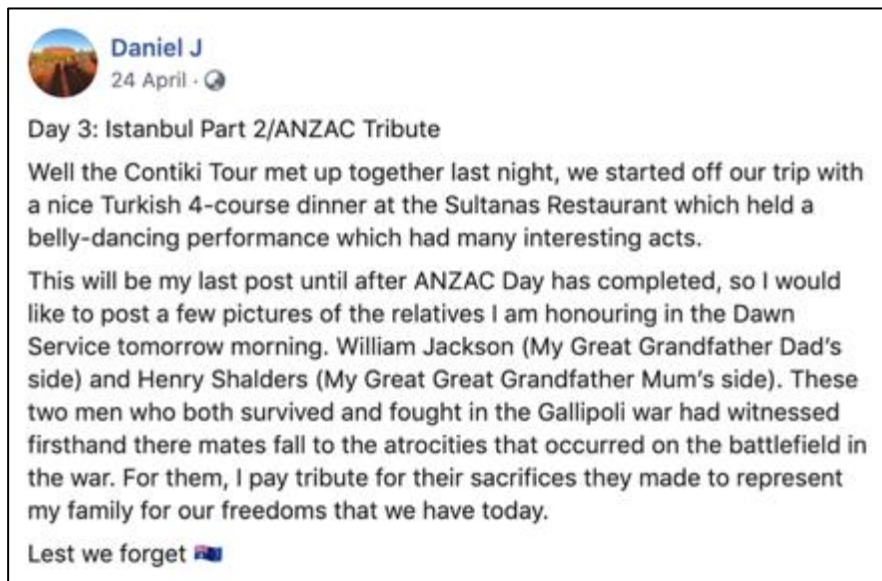 Daniel J
24 April ·
Day 3: Istanbul Part 2/ANZAC Tribute
Well the Contiki Tour met up together last night, we started off our trip with
a nice Turkish 4-course dinner at the Sultanas Restaurant which held a
belly-dancing performance which had many interesting acts.
This will be my last post until after ANZAC Day has completed, so I would
like to post a few pictures of the relatives I am honouring in the Dawn
Service tomorrow morning. William Jackson (My Great Grandfather Dad's
side) and Henry Shalders (My Great Great Grandfather Mum's side). These
two men who both survived and fought in the Gallipoli war had witnessed
firsthand there mates fall to the atrocities that occurred on the battlefield in
the war. For them, I pay tribute for their sacrifices they made to represent
my family for our freedoms that we have today.
Lest we forget 🇦🇺